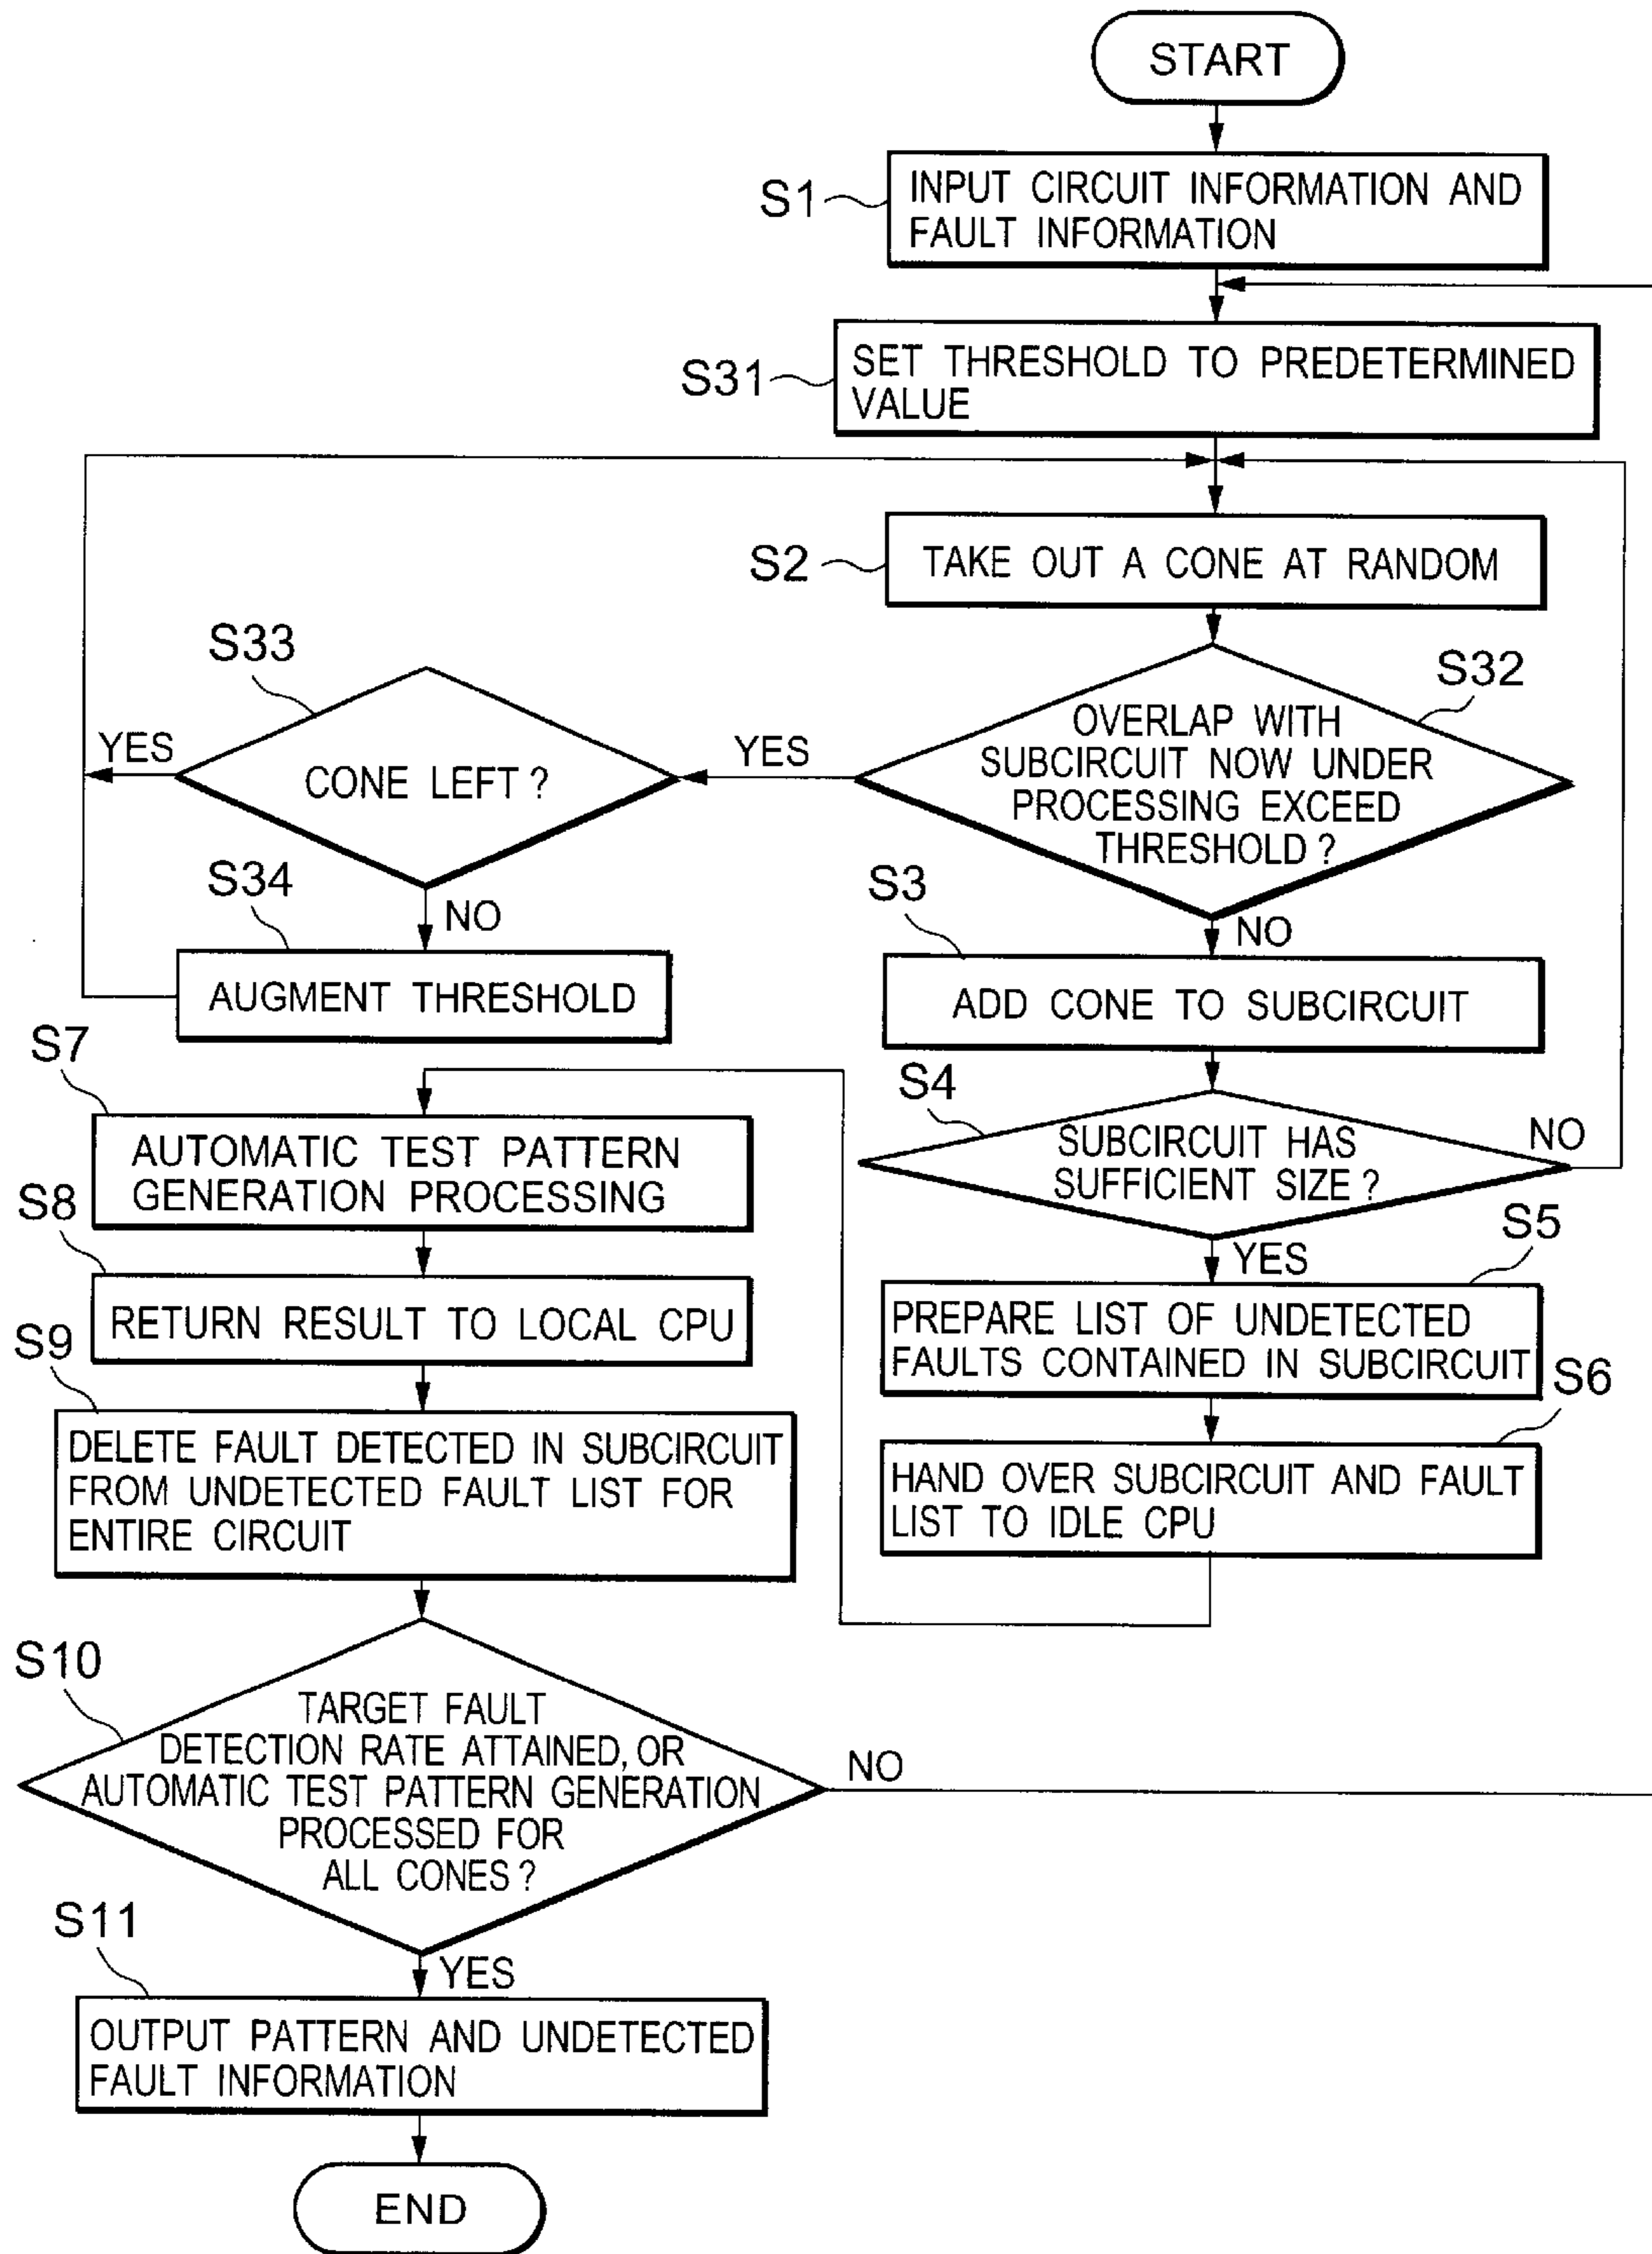 START
S1
INPUT CIRCUIT INFORMATION AND
FAULT INFORMATION
S31
SET THRESHOLD TO PREDETERMINED
VALUE
S2
TAKE OUT A CONE AT RANDOM
S33
CONE LEFT ?
YES
NO
S32
OVERLAP WITH
SUBCIRCUIT NOW UNDER
PROCESSING EXCEED
THRESHOLD ?
YES
NO
S34
AUGMENT THRESHOLD
S3
ADD CONE TO SUBCIRCUIT
S4
SUBCIRCUIT HAS
SUFFICIENT SIZE ?
NO
YES
S5
PREPARE LIST OF UNDETECTED
FAULTS CONTAINED IN SUBCIRCUIT
S6
HAND OVER SUBCIRCUIT AND FAULT
LIST TO IDLE CPU
S7
AUTOMATIC TEST PATTERN
GENERATION PROCESSING
S8
RETURN RESULT TO LOCAL CPU
S9
DELETE FAULT DETECTED IN SUBCIRCUIT
FROM UNDETECTED FAULT LIST FOR
ENTIRE CIRCUIT
S10
TARGET FAULT
DETECTION RATE ATTAINED, OR
AUTOMATIC TEST PATTERN GENERATION
PROCESSED FOR
ALL CONES ?
NO
YES
S11
OUTPUT PATTERN AND UNDETECTED
FAULT INFORMATION
END